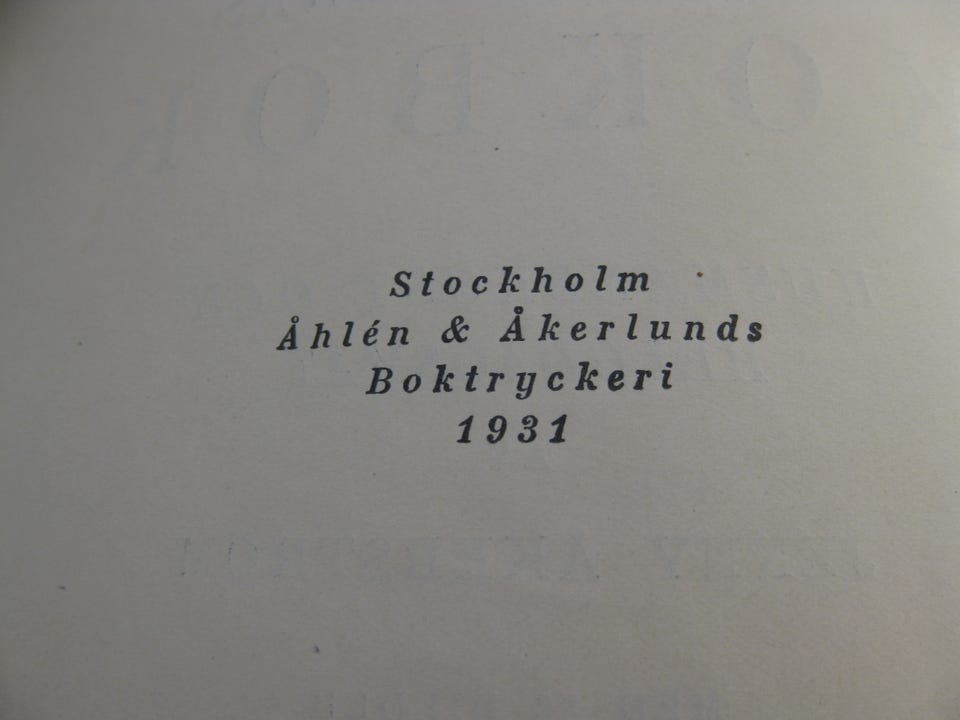 Stockholm
Åhlén & Åkerlunds
Boktryckeri
1931